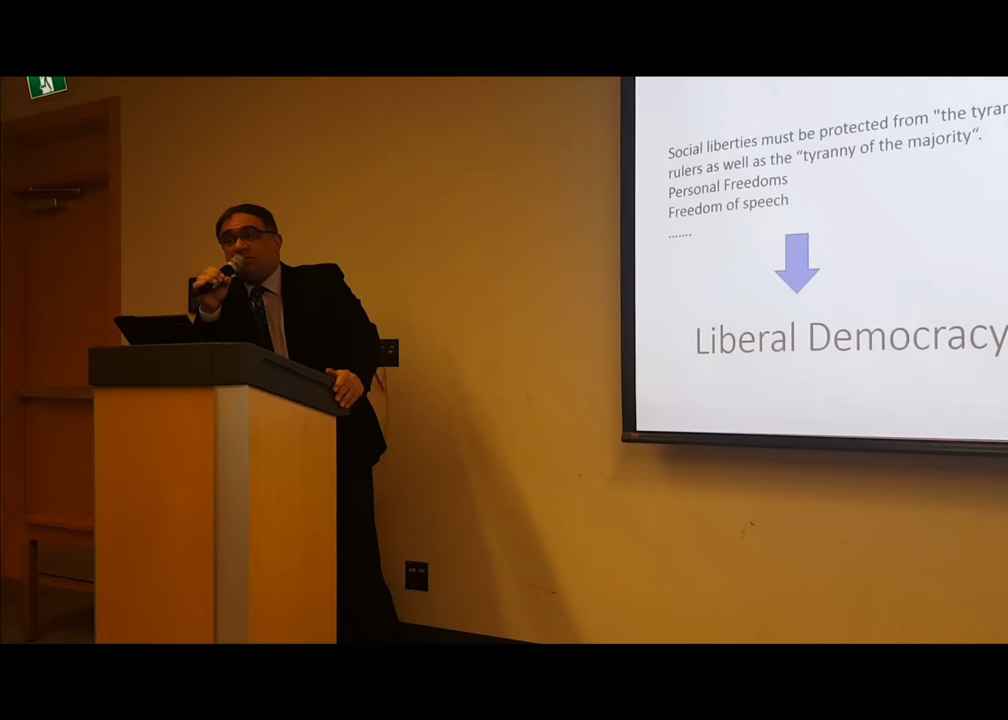 Social liberties must be protected from "the
rulers as well as the “tyranny of the majority“.
Personal Freedoms
Freedom of speech
.......
Liberal Democracy